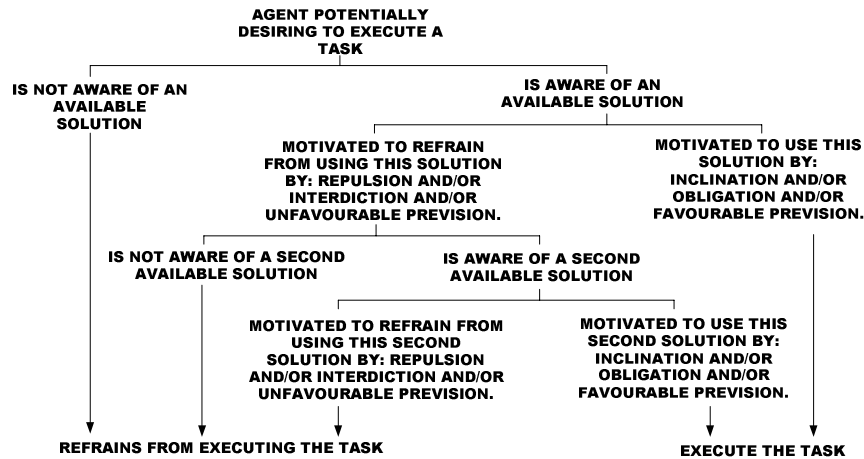 AGENT POTENTIALLY
DESIRING TO EXECUTE A
TASK
IS NOT AWARE OF AN
AVAILABLE
SOLUTION
IS AWARE OF AN
AVAILABLE SOLUTION
MOTIVATED TO REFRAIN
FROM USING THIS SOLUTION
BY: REPULSION AND/OR
INTERDICTION AND/OR
UNFAVOURABLE PREVISION.
MOTIVATED TO USE THIS
SOLUTION BY:
INCLINATION AND/OR
OBLIGATION AND/OR
FAVOURABLE PREVISION.
IS NOT AWARE OF A SECOND
AVAILABLE SOLUTION
IS AWARE OF A SECOND
AVAILABLE SOLUTION
MOTIVATED TO REFRAIN FROM
USING THIS SECOND
SOLUTION BY: REPULSION
AND/OR INTERDICTION AND/OR
UNFAVOURABLE PREVISION.
MOTIVATED TO USE THIS
SECOND SOLUTION BY:
INCLINATION AND/OR
OBLIGATION AND/OR
FAVOURABLE PREVISION.
REFRAINS FROM EXECUTING THE TASK
EXECUTE THE TASK